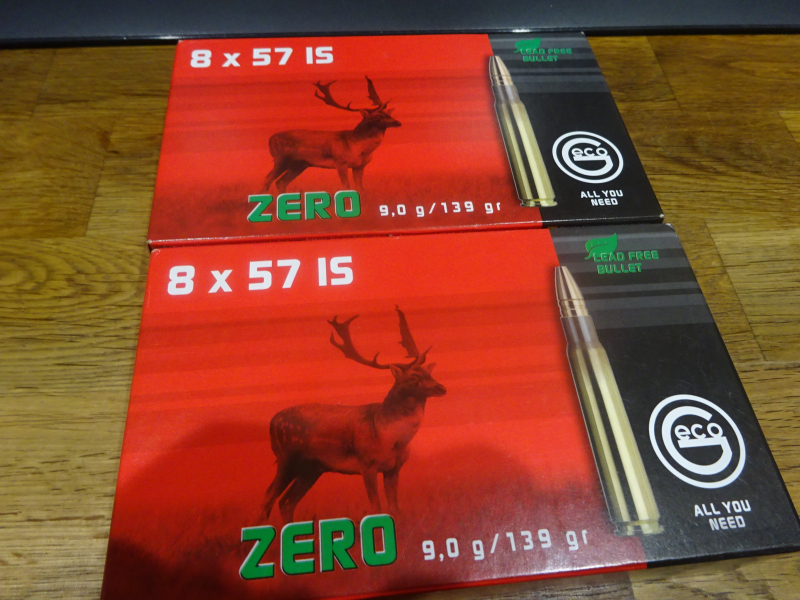 8 x 57 IS
LEAD FREE
BULLET
Geco
ALL YOU
NEED
ZERO 9,0 g/139 gr
8 x 57 IS
LEAD FREE
BULLET
Geco
ALL YOU
NEED
ZERO 9,0 g/139 gr